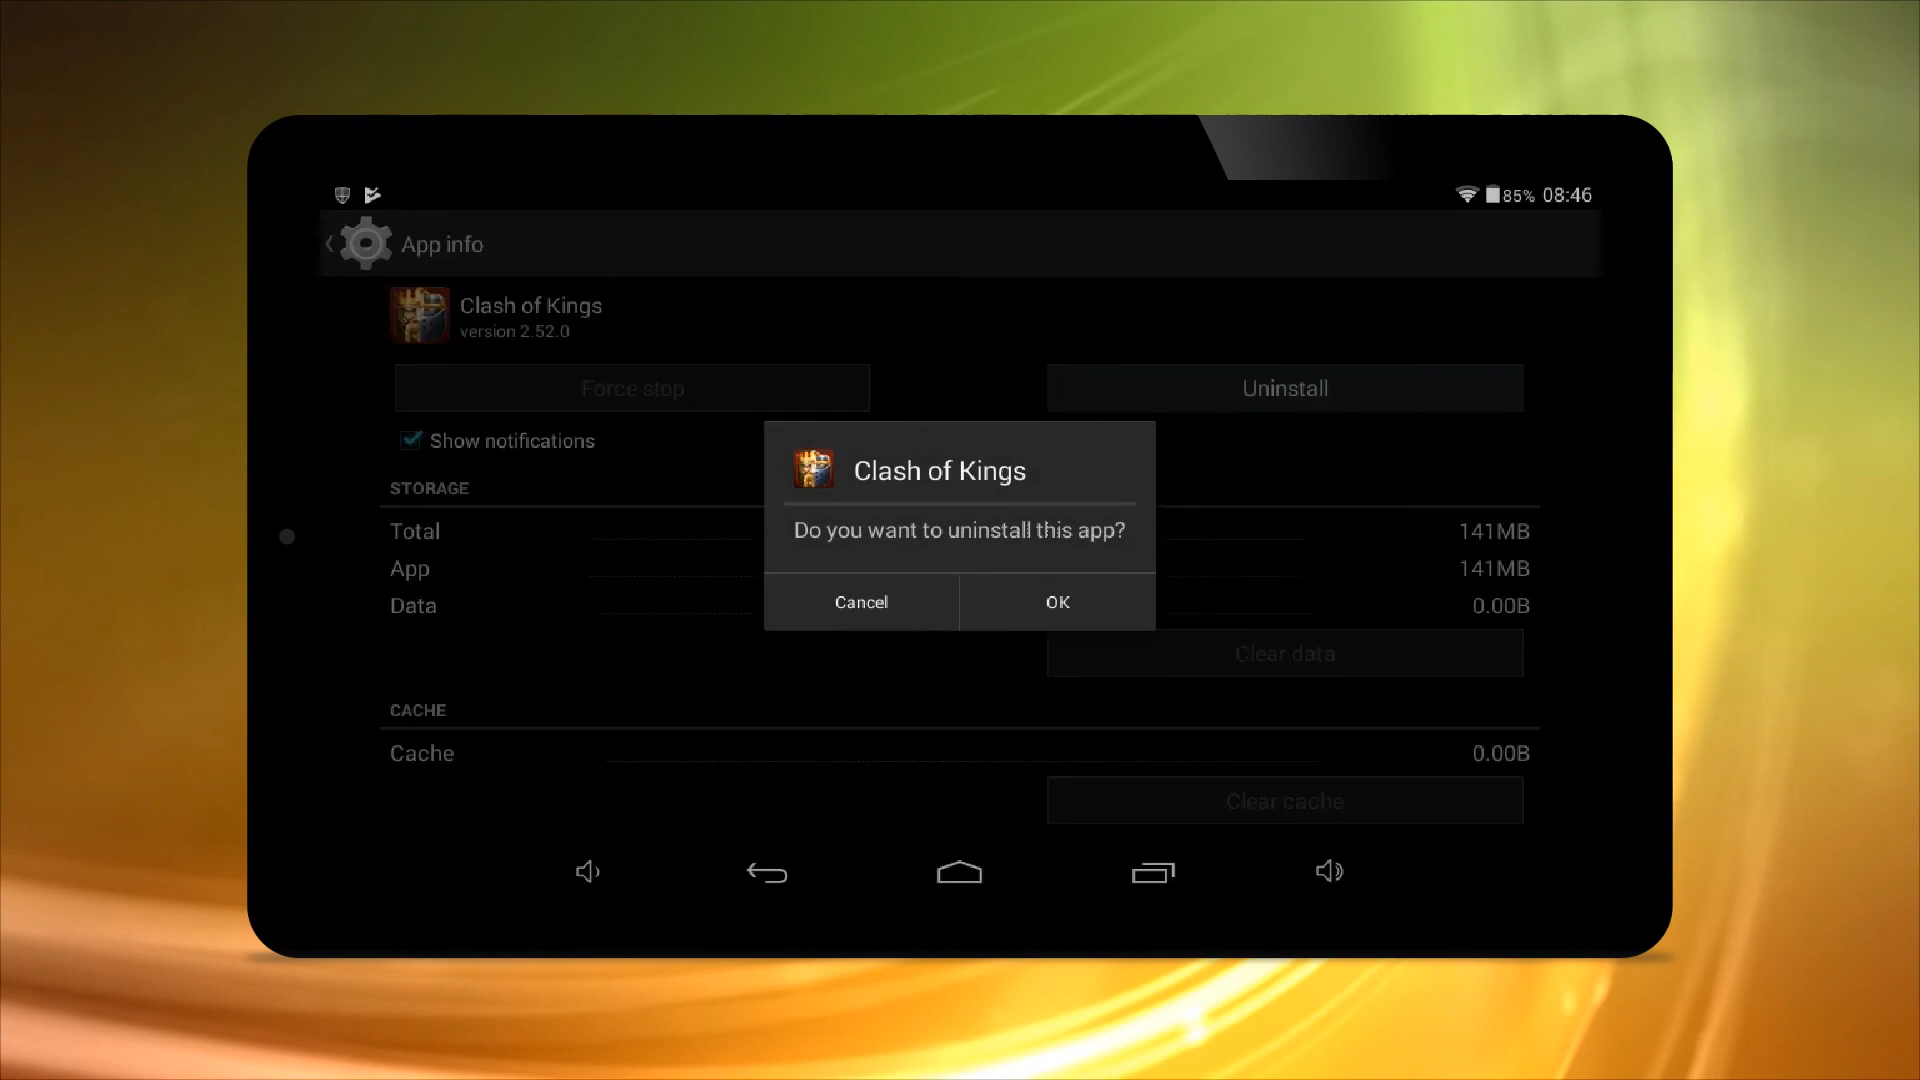 85% 08:46
App info
Clash of Kings
version 2.52.0
Force stop
Uninstall
Show notifications
STORAGE
Total 141MB
App 141MB
Data 0.00B
Clear data
CACHE
Cache 0.00B
Clear cache
Clash of Kings
Do you want to uninstall this app?
Cancel
OK